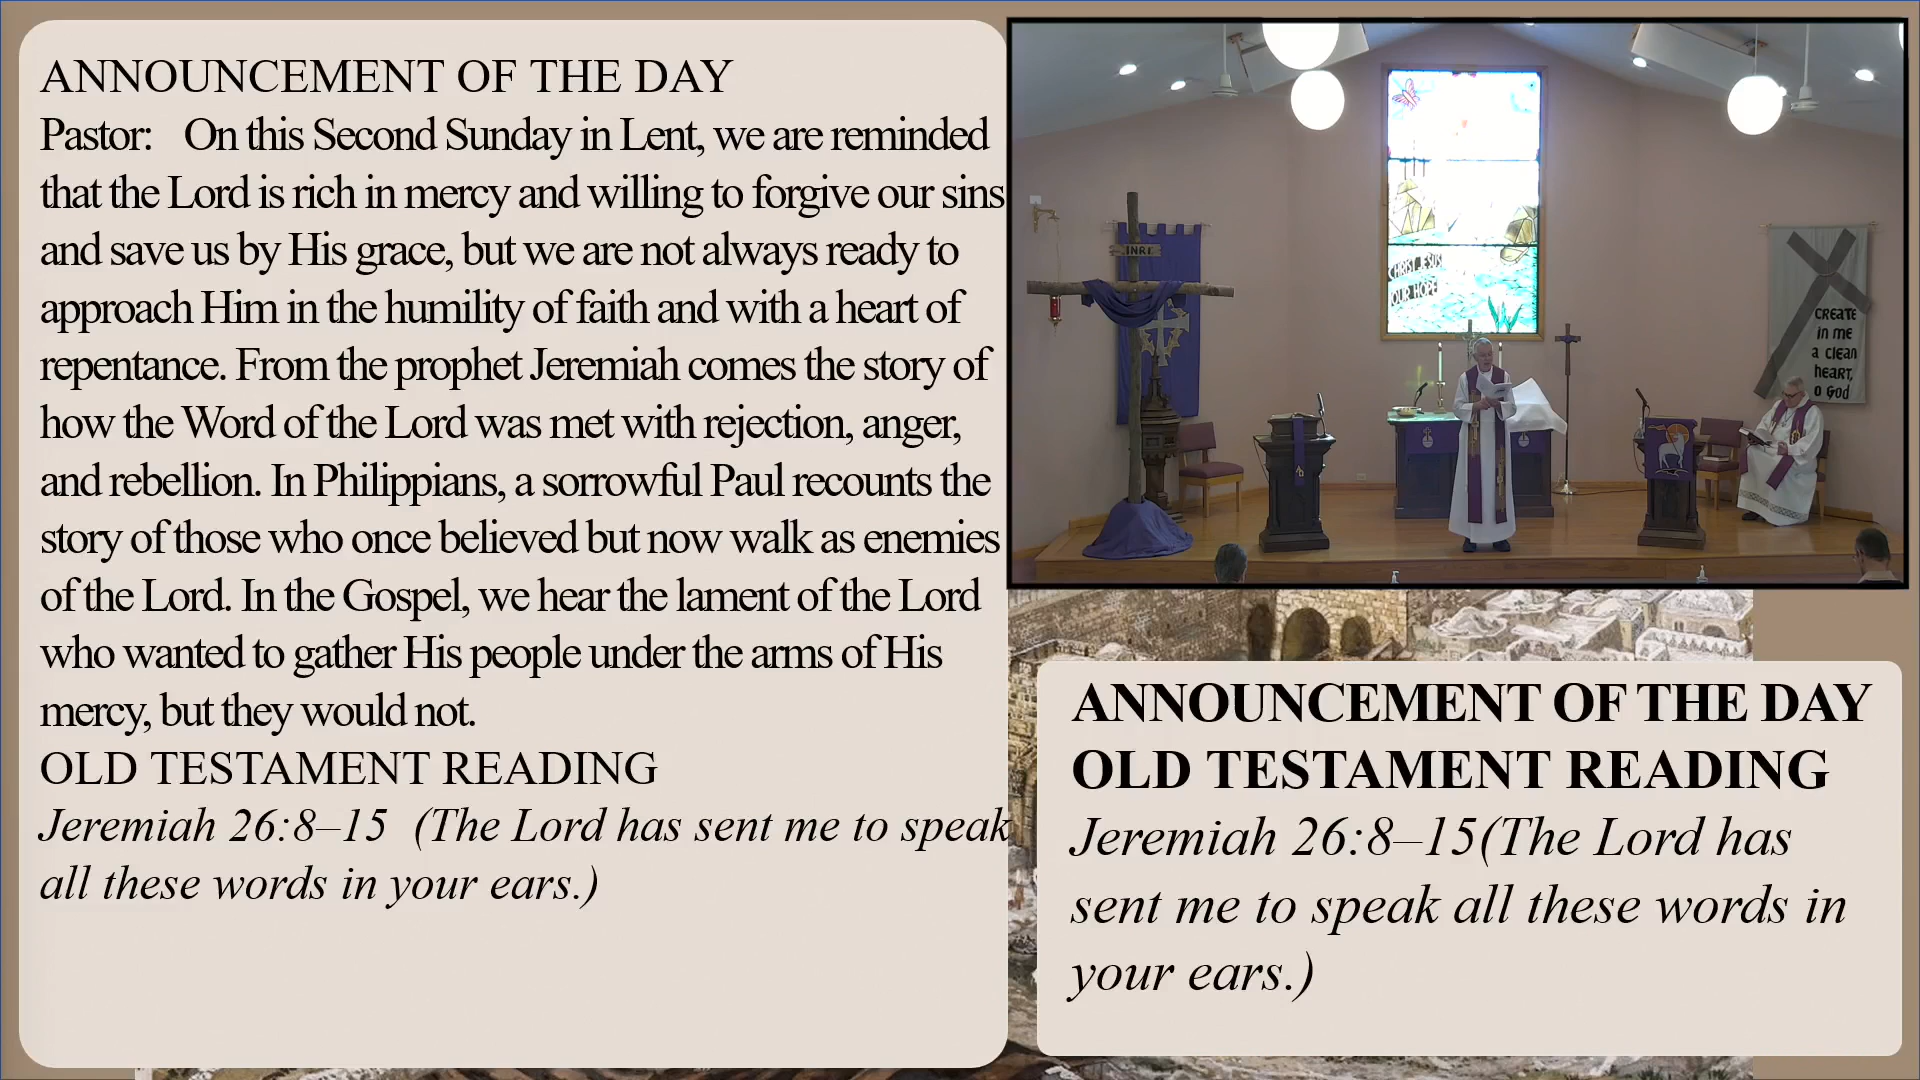 ANNOUNCEMENT OF THE DAY
Pastor: On this Second Sunday in Lent, we are reminded
that the Lord is rich in mercy and willing to forgive our sins
and save us by His grace, but we are not always ready to
approach Him in the humility of faith and with a heart of
repentance. From the prophet Jeremiah comes the story of
how the Word of the Lord was met with rejection, anger,
and rebellion. In Philippians, a sorrowful Paul recounts the
story of those who once believed but now walk as enemies
of the Lord. In the Gospel, we hear the lament of the Lord
who wanted to gather His people under the arms of His
mercy, but they would not.
OLD TESTAMENT READING
Jeremiah 26:8–15 (The Lord has sent me to speak
all these words in your ears.)
INRI
CHRIST JESUS
OUR HOPE
CREATE
in me
a clean
heart,
o God
ANNOUNCEMENT OF THE DAY
OLD TESTAMENT READING
Jeremiah 26:8–15(The Lord has
sent me to speak all these words in
your ears.)